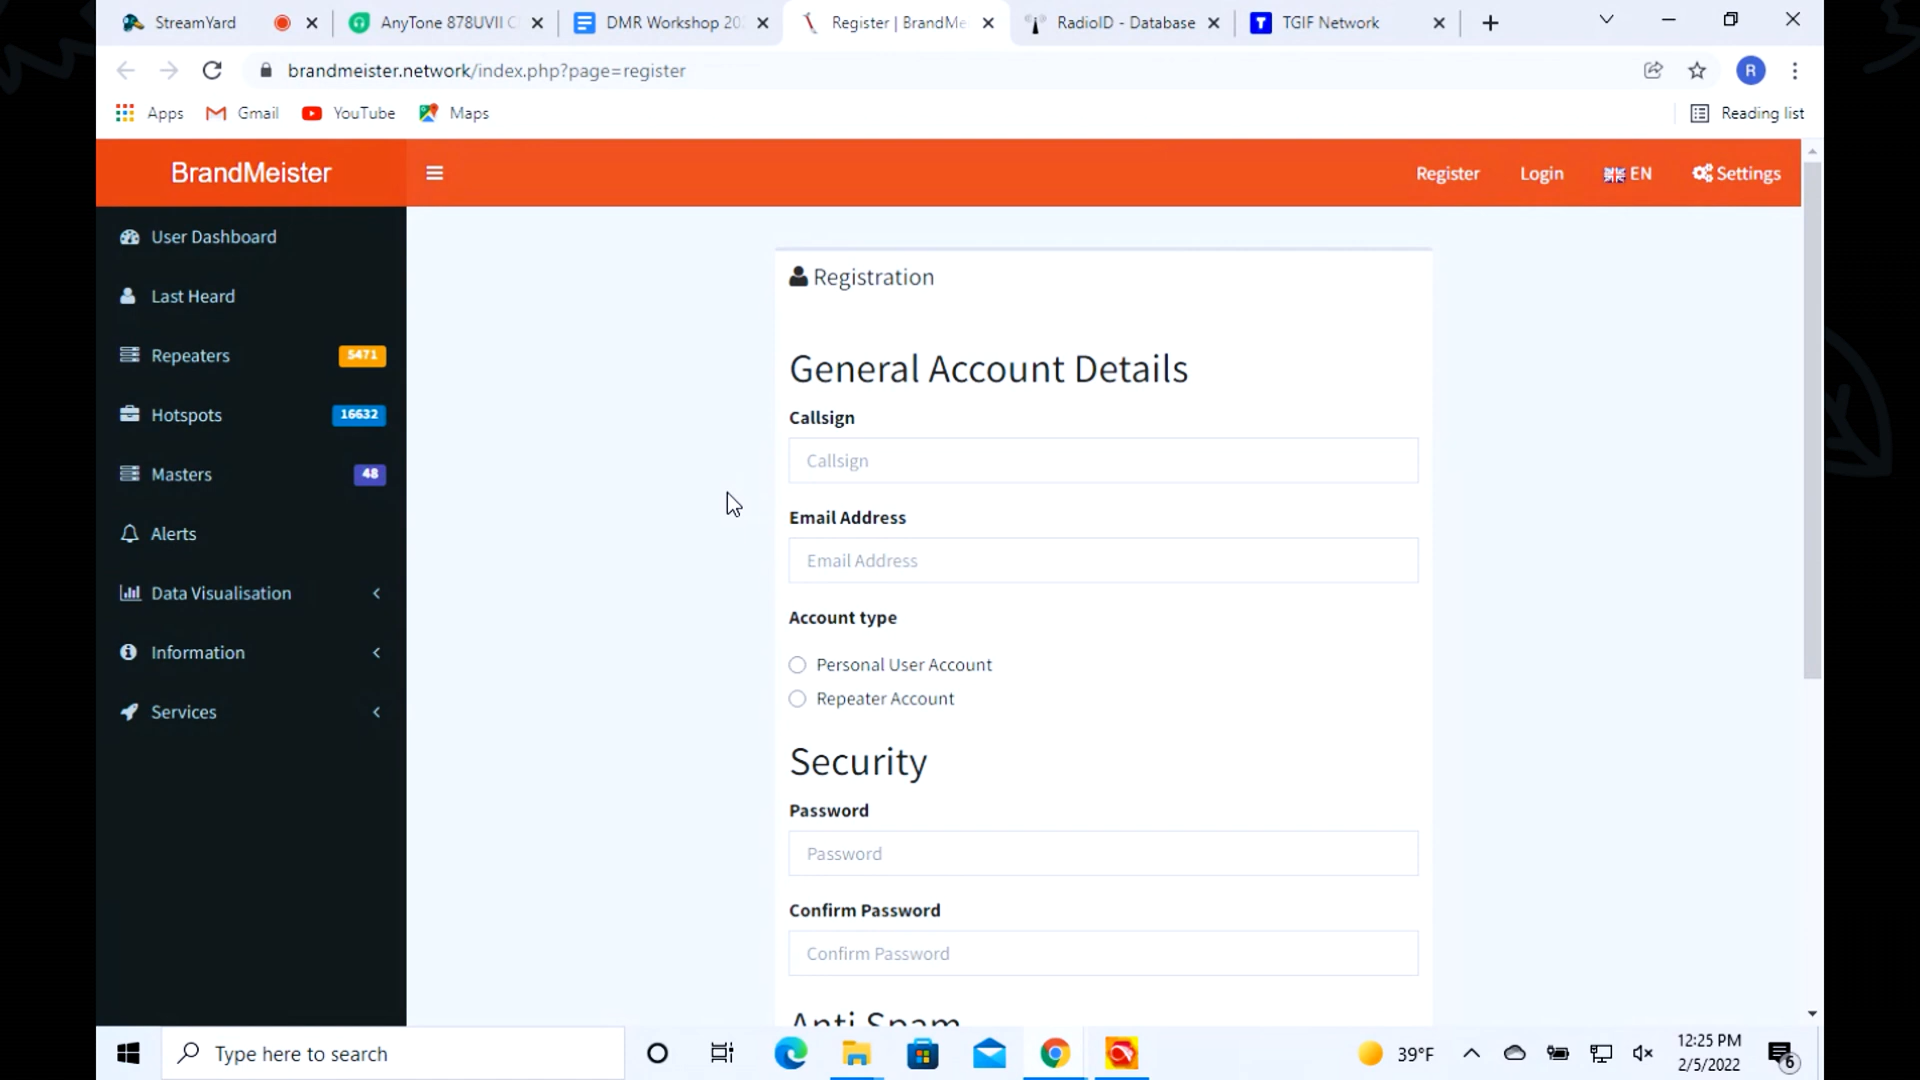 StreamYard
AnyTone 878UVII C
DMR Workshop 202
Register | BrandMe
RadioID - Database
TGIF Network
brandmeister.network/index.php?page=register
R
Apps
Gmail
YouTube
Maps
Reading list
BrandMeister
Register
Login
EN
Settings
User Dashboard
Last Heard
Repeaters 5471
Hotspots 16632
Masters 48
Alerts
Data Visualisation
Information
Services
Registration
General Account Details
Callsign
Callsign
Email Address
Email Address
Account type
Personal User Account
Repeater Account
Security
Password
Password
Confirm Password
Confirm Password
Anti Spam
Type here to search
39°F
12:25 PM
2/5/2022
6